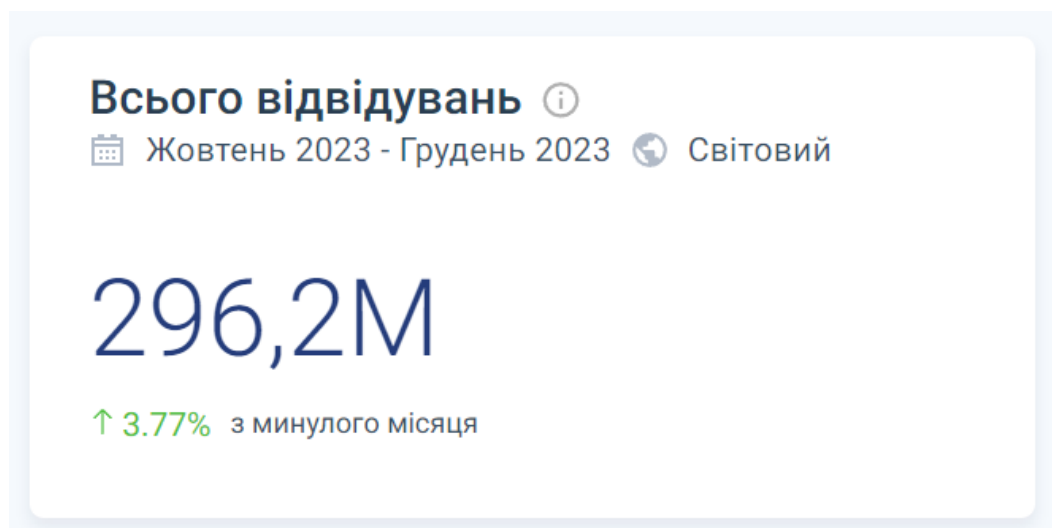 Всього відвідувань
Жовтень 2023 - Грудень 2023 Світовий
296,2M
↑ 3.77% з минулого місяця